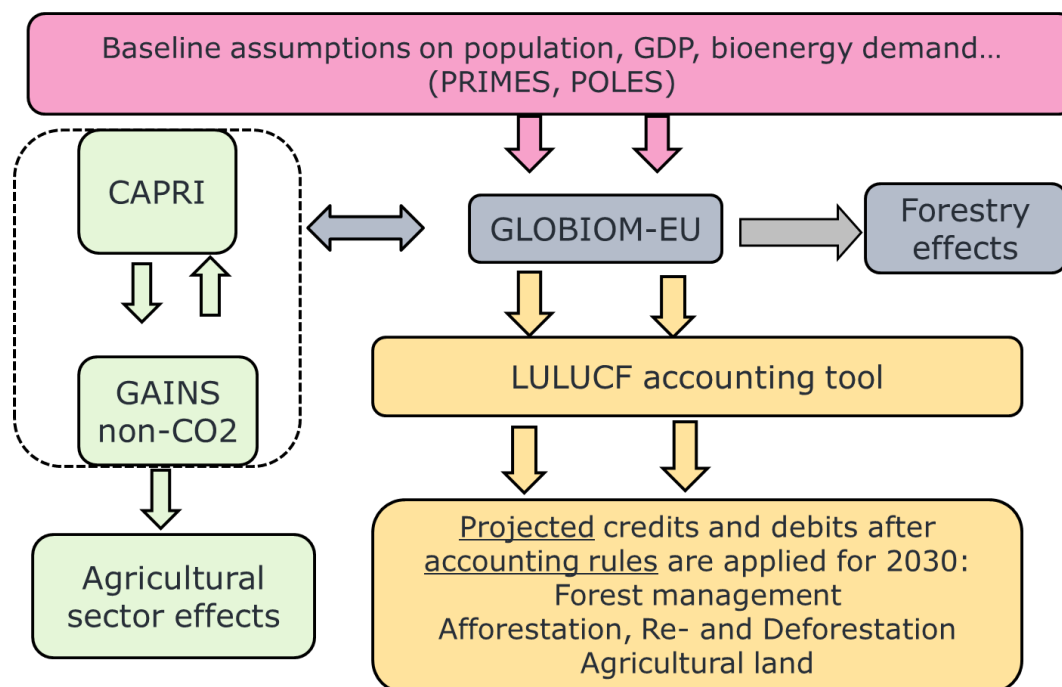 Baseline assumptions on population, GDP, bioenergy demand…
(PRIMES, POLES)
CAPRI
GLOBIOM-EU
Forestry
effects
GAINS
non-CO2
LULUCF accounting tool
Agricultural
sector effects
Projected credits and debits after
accounting rules are applied for 2030:
Forest management
Afforestation, Re- and Deforestation
Agricultural land